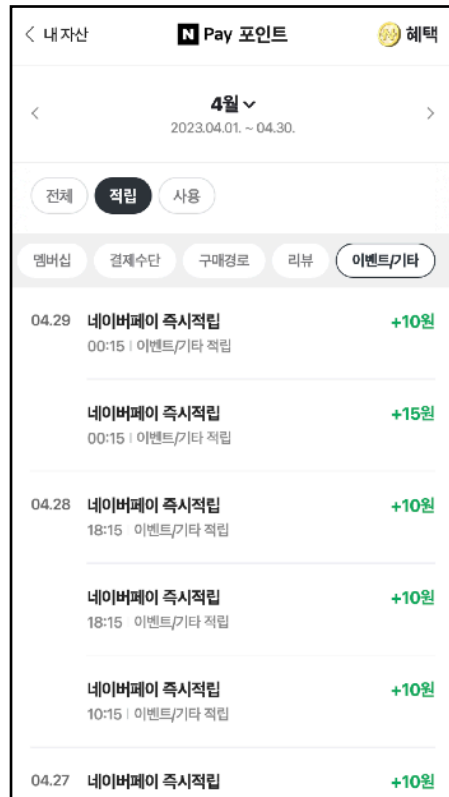 내자산
N Pay 포인트
혜택
4월
2023.04.01. ~ 04.30.
전체 적립 사용
멤버십 결제수단 구매경로 리뷰 이벤트/기타
04.29 네이버페이 즉시적립 +10원
00:15 | 이벤트/기타 적립
네이버페이 즉시적립 +15원
00:15 | 이벤트/기타 적립
04.28 네이버페이 즉시적립 +10원
18:15 | 이벤트/기타 적립
네이버페이 즉시적립 +10원
18:15 | 이벤트/기타 적립
네이버페이 즉시적립 +10원
10:15 | 이벤트/기타 적립
04.27 네이버페이 즉시적립 +10원